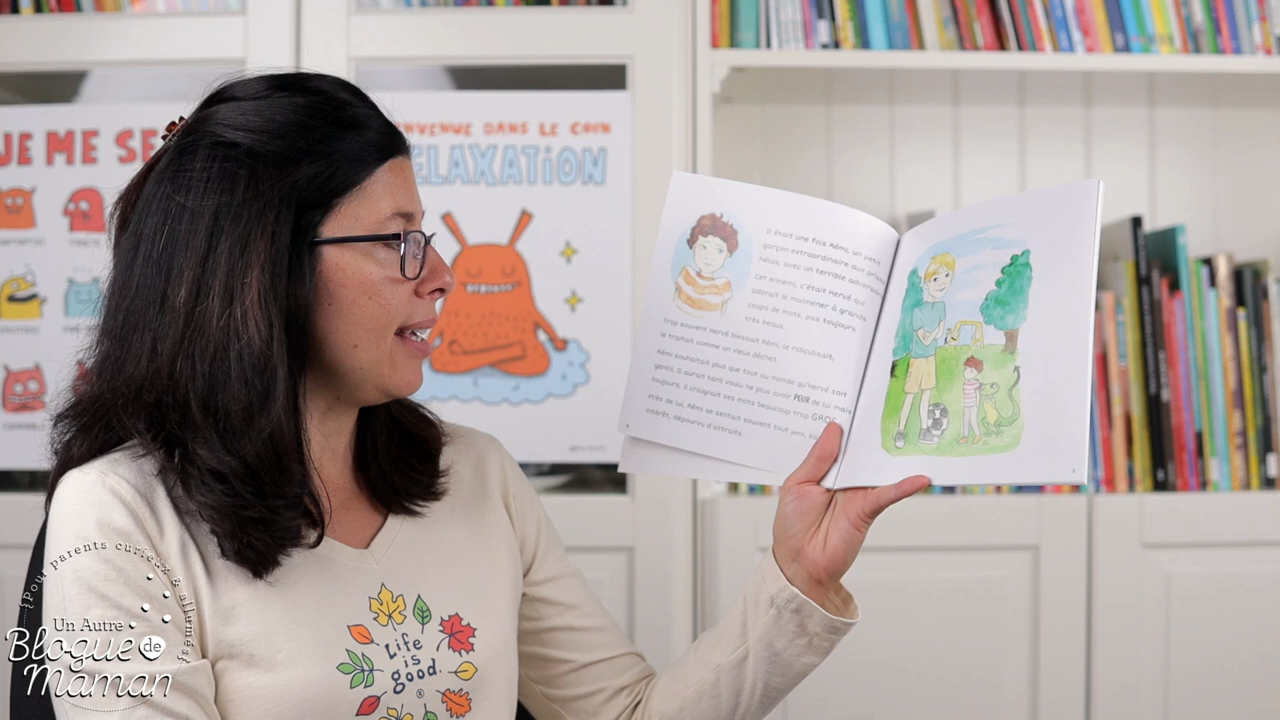 JE ME SE
BIENVENUE DANS LE COIN
RELAXATION
Il était une fois Rémi, un petit
garçon extraordinaire aux prises
hélas, avec un terrible adversaire
Cet ennemi, c'était Hervé qui
adorait le malmener à grands
coups de mots, pas toujours
très beaux.
Trop souvent Hervé blessait Rémi, le ridiculisait,
le traitait comme un vieux déchet.
Rémi souhaitait plus que tout au monde qu'Hervé soit
gentil. Il aurait tant voulu ne plus avoir PEUR de lui mais
toujours, il craignait ses mots beaucoup trop GROS
Près de lui, Rémi se sentait souvent tout petit, sa
intérêt, dépourvu d'attraits.
Life
is
good.
®
{Pour parents curieux & allumés}
Un Autre
Blogue de
Maman